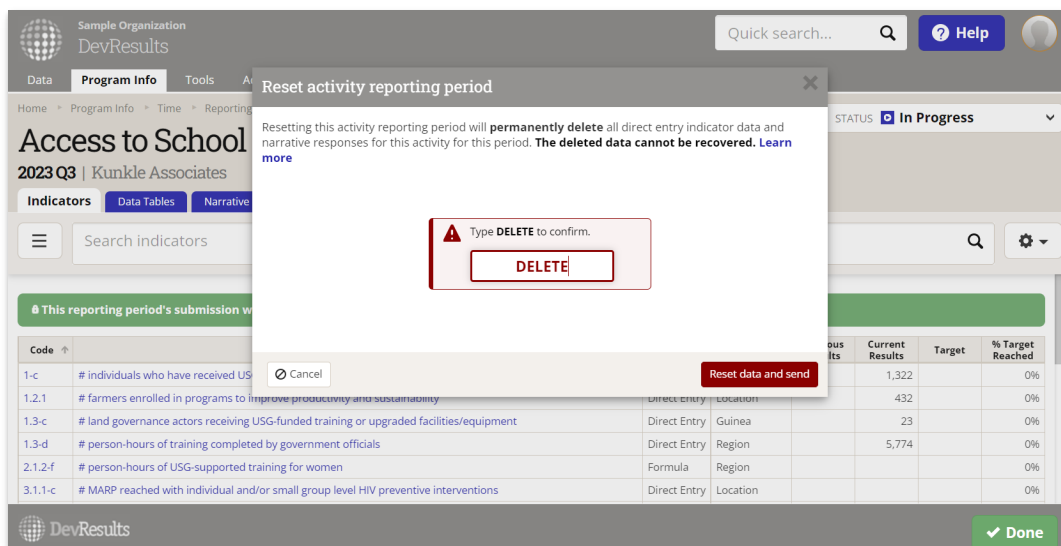 Sample Organization
DevResults
Quick search...
Help
Data Program Info Tools
Home Program Info Time Reporting
STATUS In Progress
Access to School
2023 Q3 | Kunkle Associates
Indicators Data Tables Narrative
Search indicators
Reset activity reporting period
Resetting this activity reporting period will permanently delete all direct entry indicator data and
narrative responses for this activity for this period. The deleted data cannot be recovered. Learn
more
Type DELETE to confirm.
DELETE
Cancel Reset data and send
This reporting period's submission
Code Current Results Target % Target Reached
1-c # individuals who have received 1,322 0%
1.2.1 # farmers enrolled in programs to improve productivity and sustainability Direct Entry Location 432 0%
1.3-c # land governance actors receiving USG-funded training or upgraded facilities/equipment Direct Entry Guinea 23 0%
1.3-d # person-hours of training completed by government officials Direct Entry Region 5,774 0%
2.1.2-f # person-hours of USG-supported training for women Formula Region 0%
3.1.1-c # MARP reached with individual and/or small group level HIV preventive interventions Direct Entry Location 0%
DevResults Done